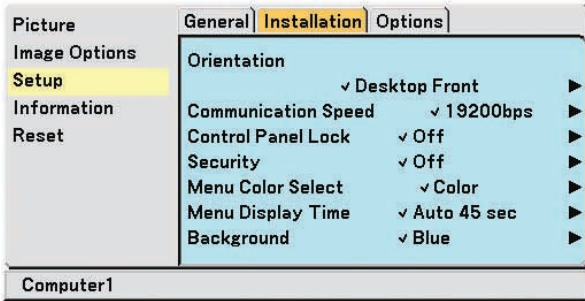 Picture
Image Options
Setup
Information
Reset
General Installation Options
Orientation
✓ Desktop Front ▶
Communication Speed ✓ 19200bps ▶
Control Panel Lock ✓ Off ▶
Security ✓ Off ▶
Menu Color Select ✓ Color ▶
Menu Display Time ✓ Auto 45 sec ▶
Background ✓ Blue ▶
Computer1